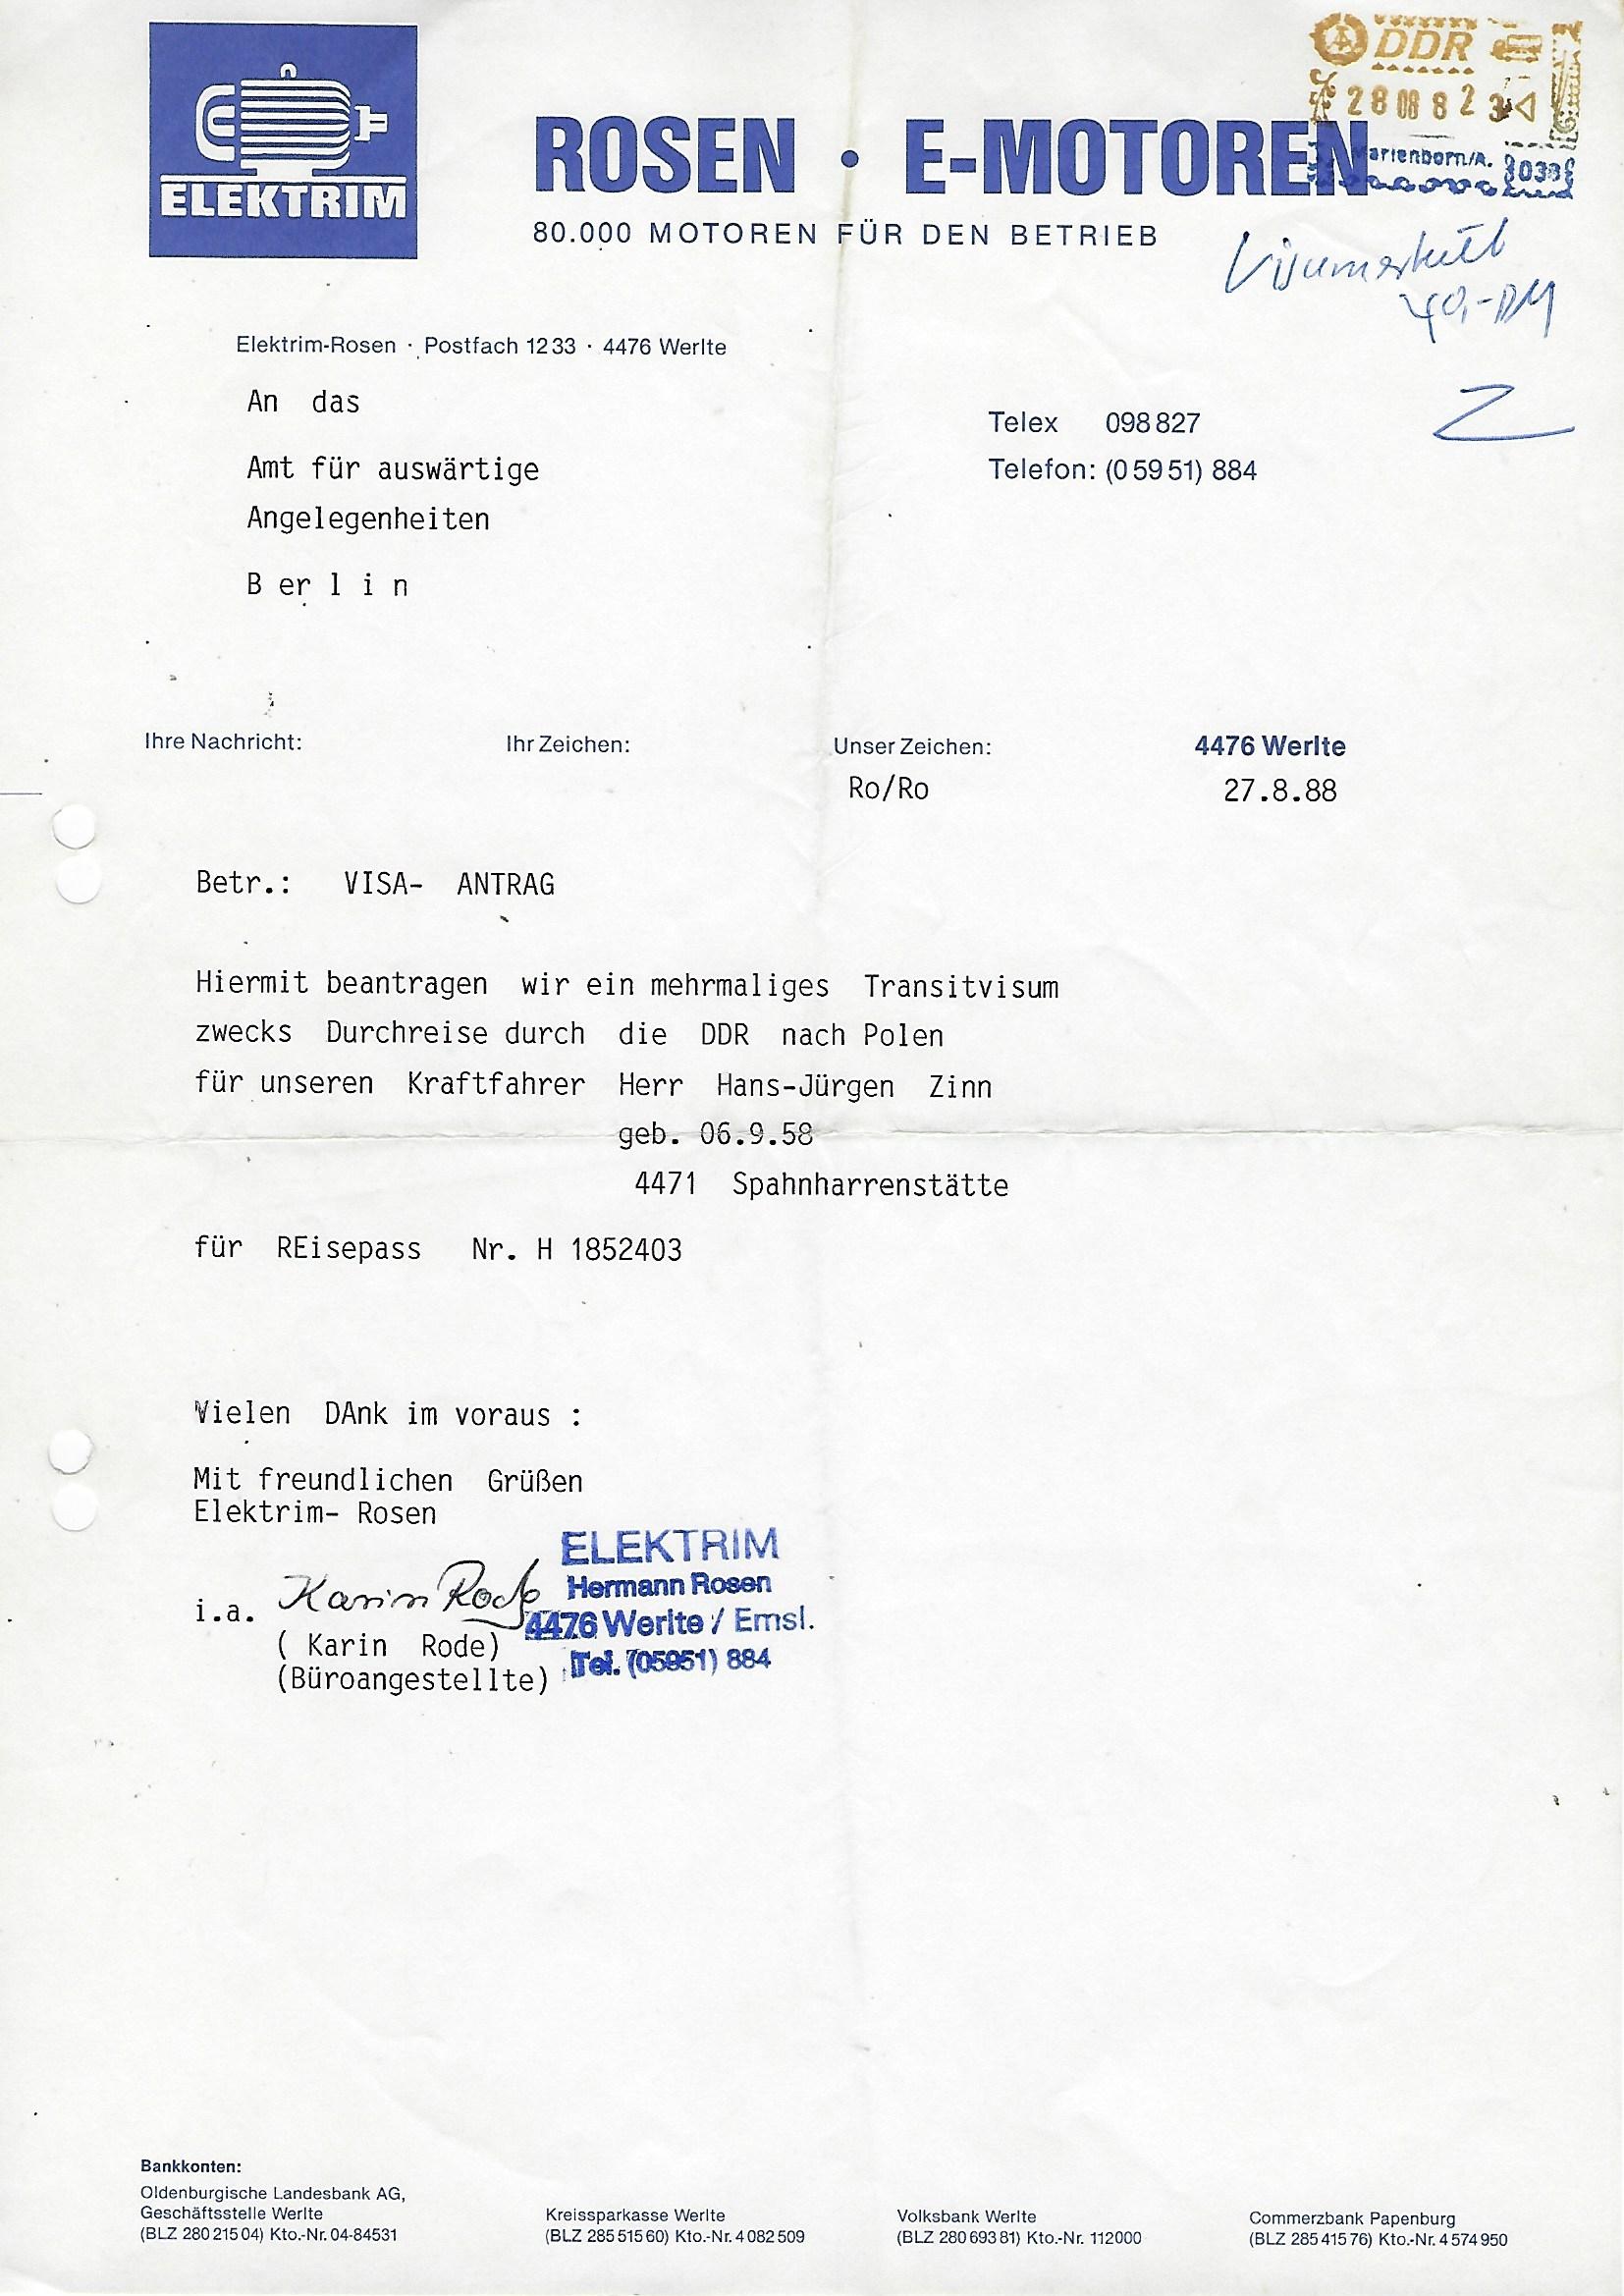 ELEKTRIM
ROSEN · E-MOTOREN
80.000 MOTOREN FÜR DEN BETRIEB
DDR
28 08 8 2
Marienborn/A. 033
40,-DM
Z
Elektrim-Rosen · Postfach 1233 · 4476 Werlte
An das
Amt für auswärtige
Angelegenheiten
B er l i n
Telex 098 827
Telefon: (0 59 51) 884
Ihre Nachricht: Ihr Zeichen: Unser Zeichen: 4476 Werlte
Ro/Ro 27.8.88
Betr.: VISA- ANTRAG
Hiermit beantragen wir ein mehrmaliges Transitvisum
zwecks Durchreise durch die DDR nach Polen
für unseren Kraftfahrer Herr Hans-Jürgen Zinn
geb. 06.9.58
4471 Spahnharrenstätte
für REisepass Nr. H 1852403
Vielen DAnk im voraus :
Mit freundlichen Grüßen
Elektrim- Rosen
i.a. Karin Rode
( Karin Rode)
(Büroangestellte)
ELEKTRIM
Hermann Rosen
4476 Werlte / Emsl.
Tel. (05951) 884
Bankkonten:
Oldenburgische Landesbank AG,
Geschäftsstelle Werlte
(BLZ 280 215 04) Kto.-Nr. 04-84531
Kreissparkasse Werlte
(BLZ 285 515 60) Kto.-Nr. 4 082 509
Volksbank Werlte
(BLZ 280 693 81) Kto.-Nr. 112000
Commerzbank Papenburg
(BLZ 285 415 76) Kto.-Nr. 4 574 950